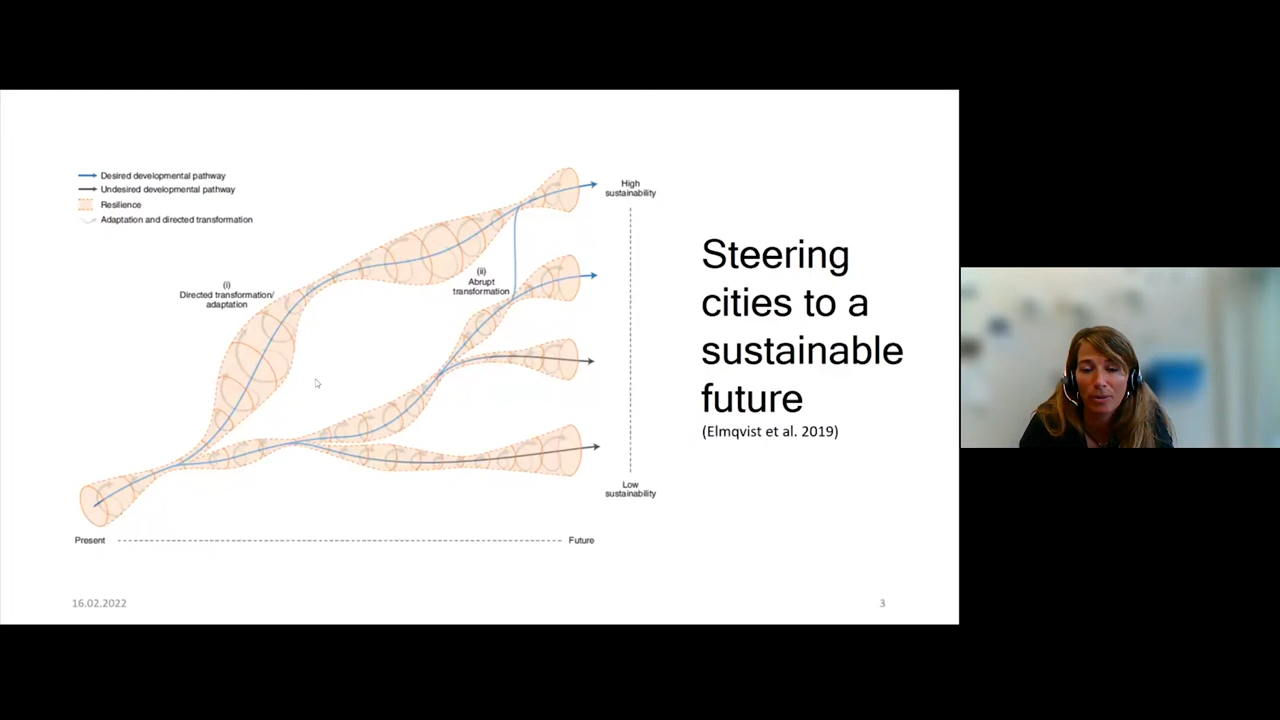 Desired developmental pathway
Undesired developmental pathway
Resilience
Adaptation and directed transformation
(i)
Directed transformation/
adaptation
(ii)
Abrupt
transformation
High
sustainability
Low
sustainability
Present
Future
Steering
cities to a
sustainable
future
(Elmqvist et al. 2019)
16.02.2022
3